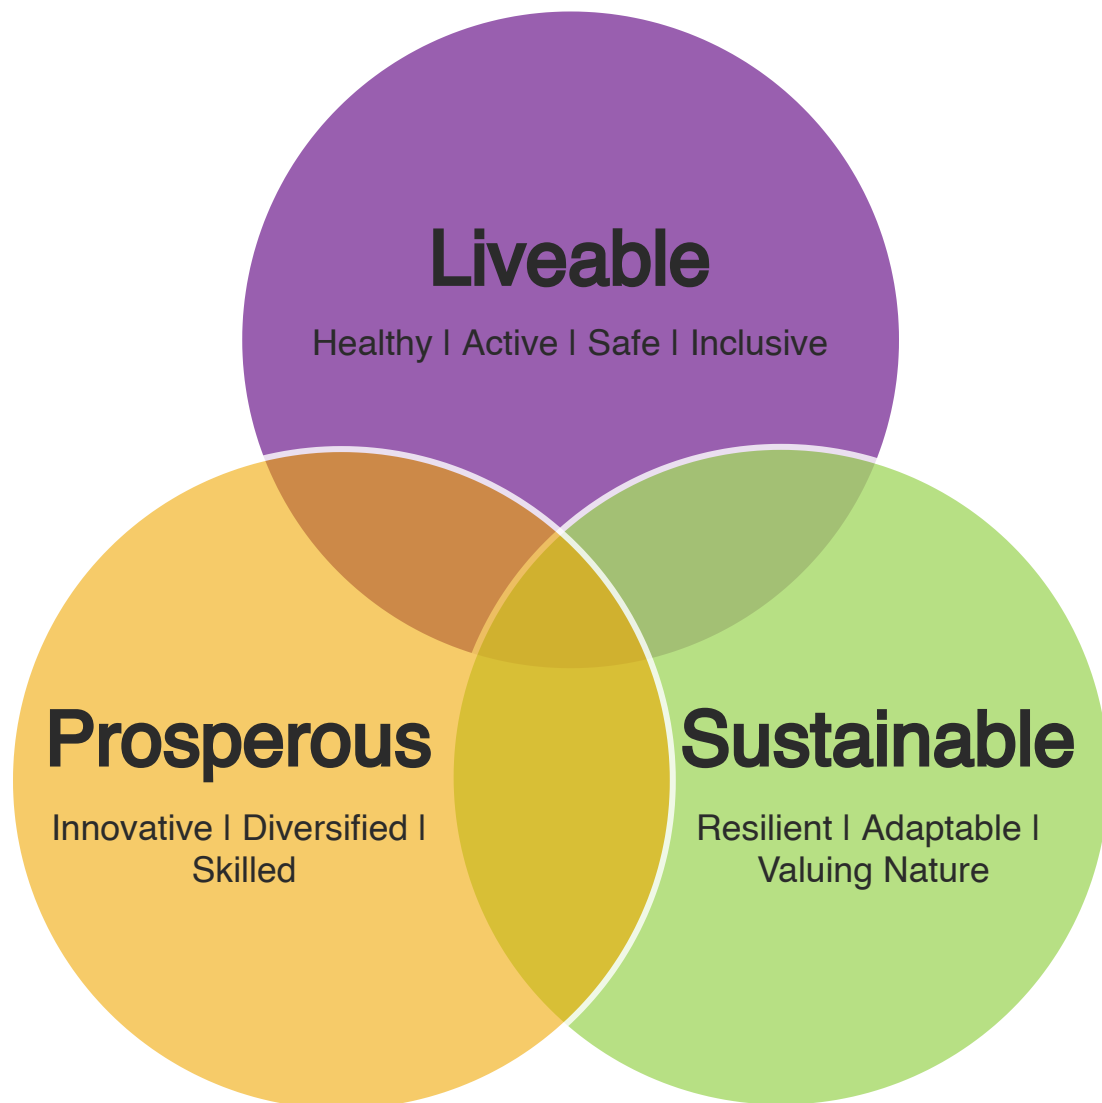 Liveable
Healthy | Active | Safe | Inclusive
Prosperous
Innovative | Diversified |
Skilled
Sustainable
Resilient | Adaptable |
Valuing Nature